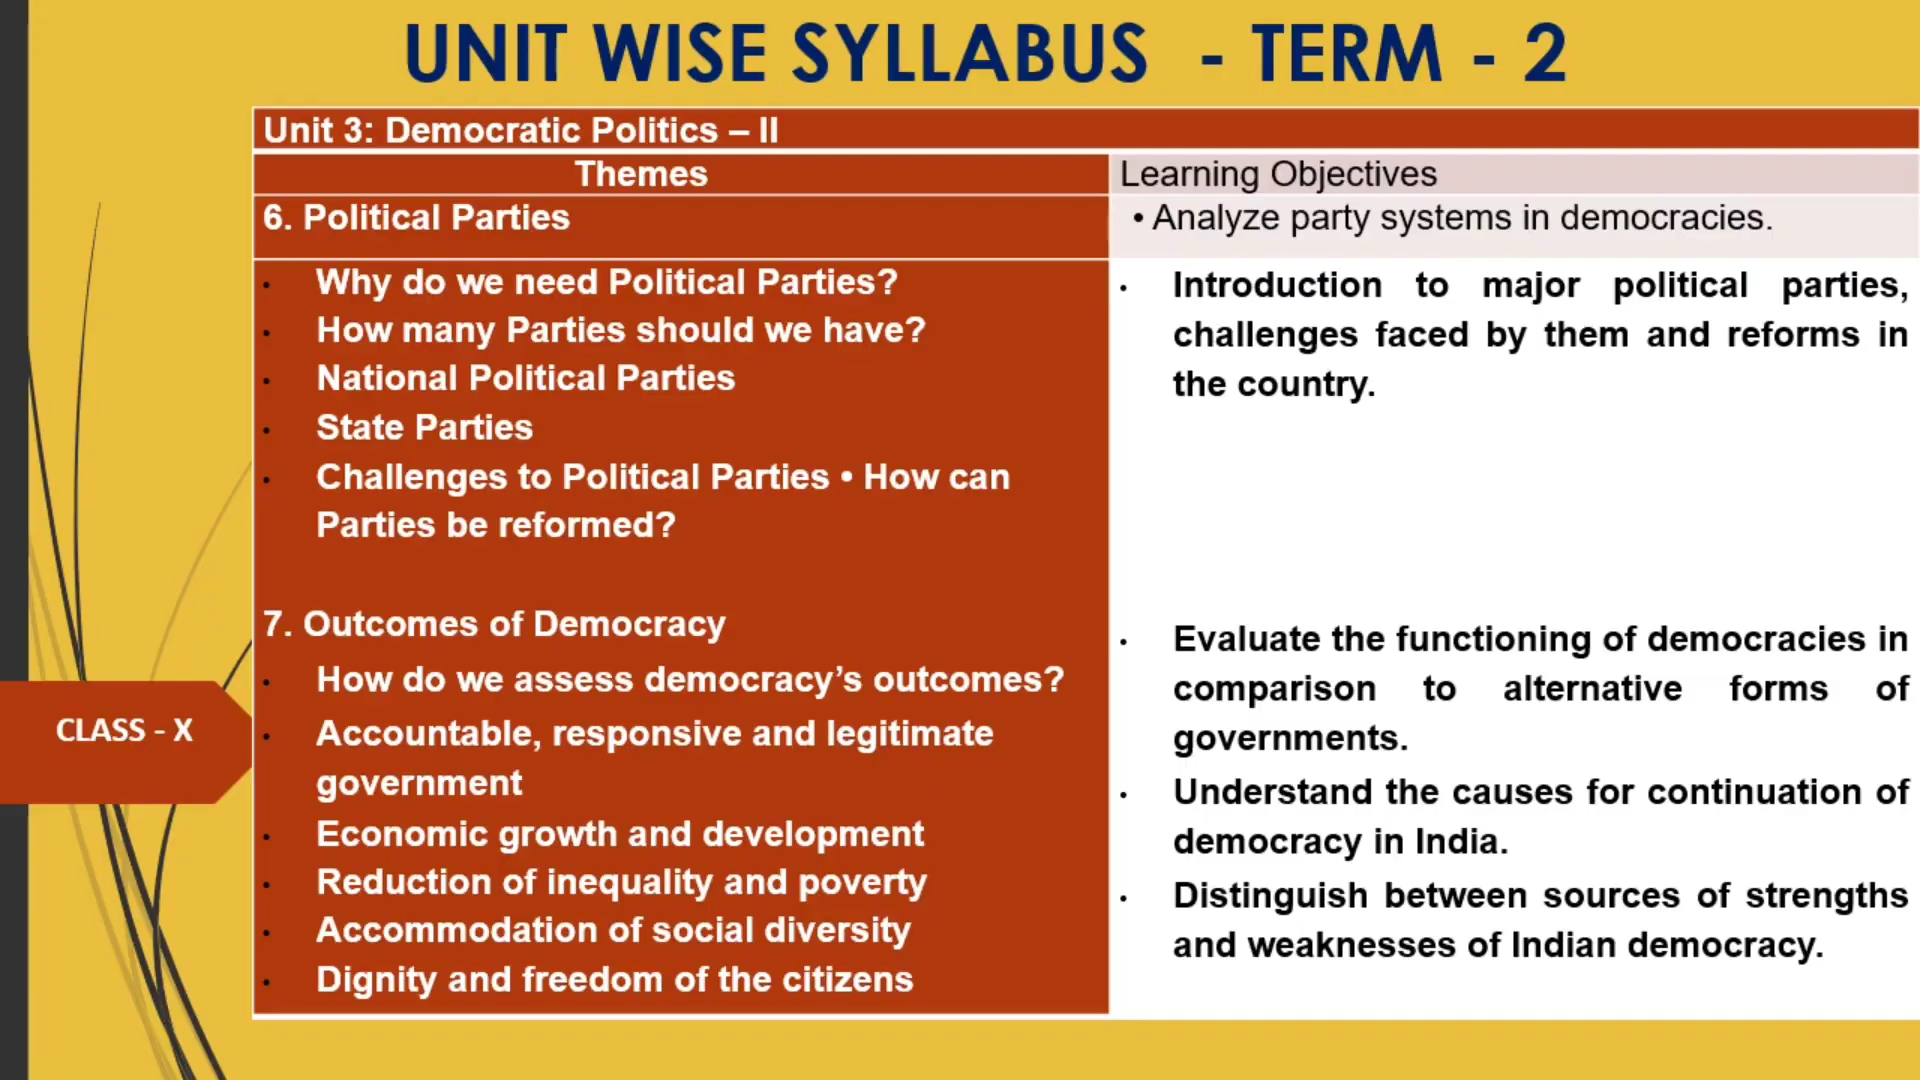 UNIT WISE SYLLABUS - TERM - 2
Unit 3: Democratic Politics – II
Themes
Learning Objectives
6. Political Parties
• Analyze party systems in democracies.
• Why do we need Political Parties?
• How many Parties should we have?
• National Political Parties
• State Parties
• Challenges to Political Parties • How can
Parties be reformed?
• Introduction to major political parties,
challenges faced by them and reforms in
the country.
7. Outcomes of Democracy
• How do we assess democracy’s outcomes?
• Accountable, responsive and legitimate
government
• Economic growth and development
• Reduction of inequality and poverty
• Accommodation of social diversity
• Dignity and freedom of the citizens
• Evaluate the functioning of democracies in
comparison to alternative forms of
governments.
• Understand the causes for continuation of
democracy in India.
• Distinguish between sources of strengths
and weaknesses of Indian democracy.
CLASS - X